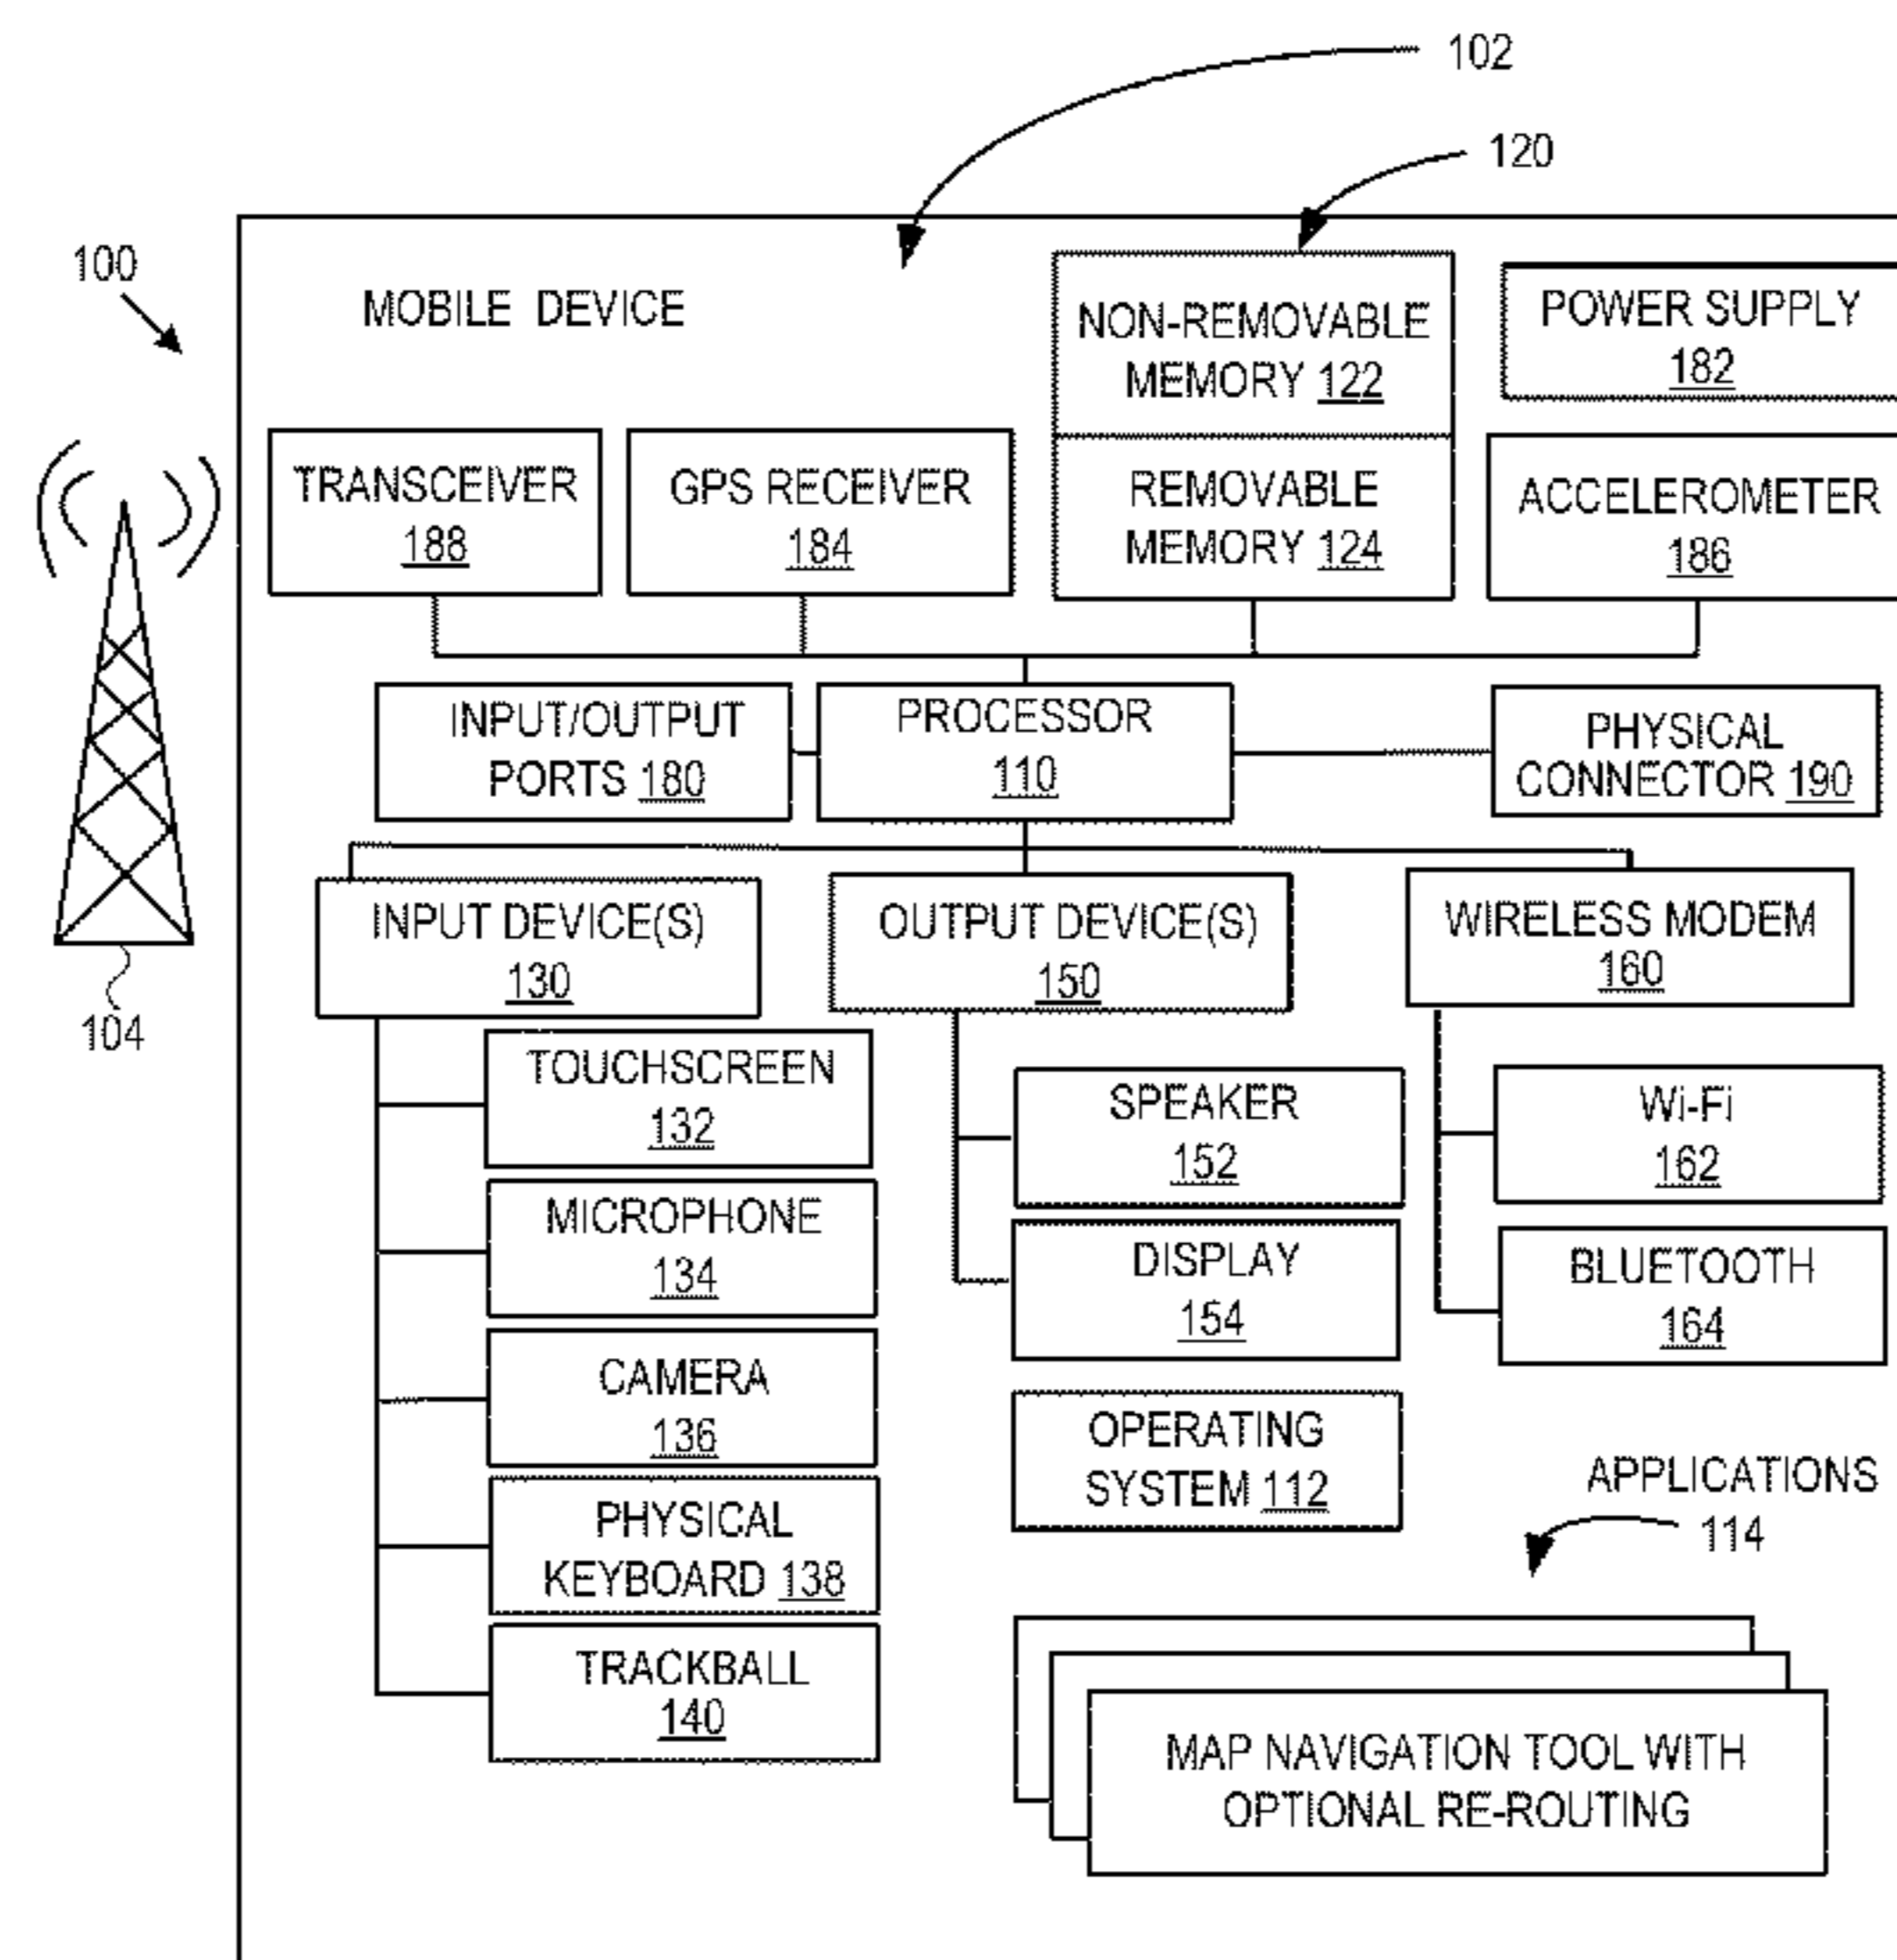 102
120
100
MOBILE DEVICE
NON-REMOVABLE
MEMORY 122
POWER SUPPLY
182
TRANSCEIVER
188
GPS RECEIVER
184
REMOVABLE
MEMORY 124
ACCELEROMETER
186
INPUT/OUTPUT
PORTS 180
PROCESSOR
110
PHYSICAL
CONNECTOR 190
INPUT DEVICE(S)
130
OUTPUT DEVICE(S)
150
WIRELESS MODEM
160
104
TOUCHSCREEN
132
MICROPHONE
134
CAMERA
136
PHYSICAL
KEYBOARD 138
TRACKBALL
140
SPEAKER
152
DISPLAY
154
OPERATING
SYSTEM 112
Wi-Fi
162
BLUETOOTH
164
APPLICATIONS
114
MAP NAVIGATION TOOL WITH
OPTIONAL RE-ROUTING